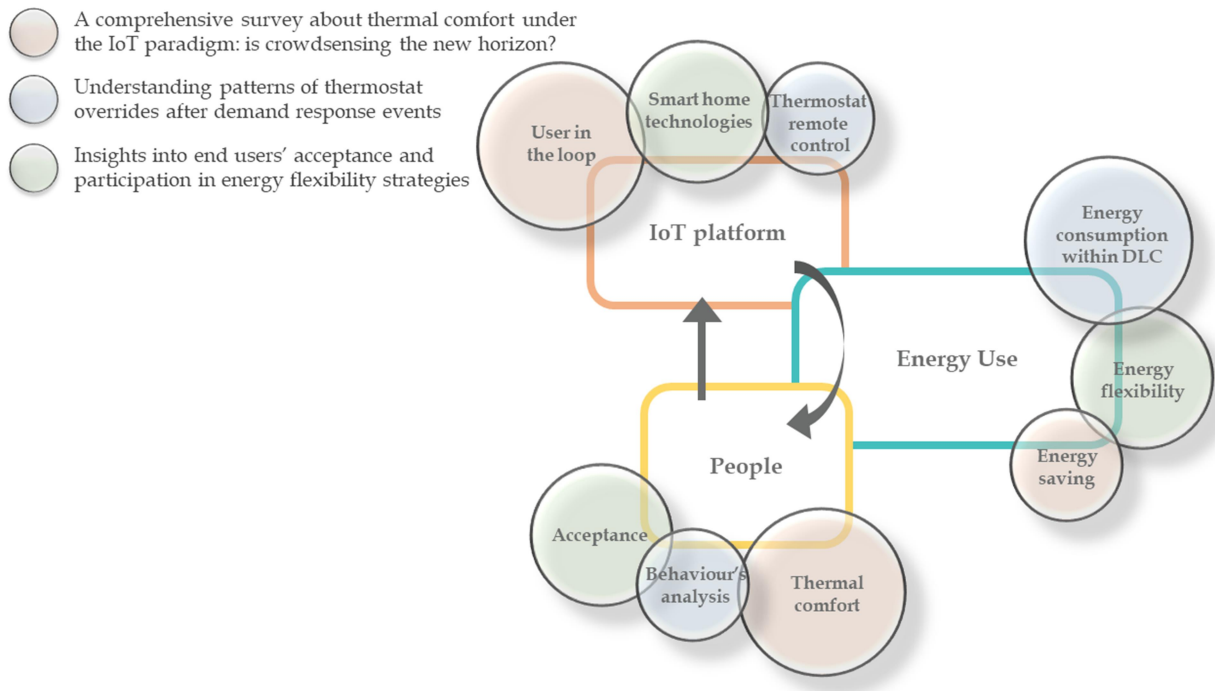 A comprehensive survey about thermal comfort under
the IoT paradigm: is crowdsensing the new horizon?
Understanding patterns of thermostat
overrides after demand response events
Insights into end users’ acceptance and
participation in energy flexibility strategies
User in
the loop
Smart home
technologies
Thermostat
remote
control
IoT platform
Energy
consumption
within DLC
Energy Use
Energy
flexibility
Energy
saving
People
Acceptance
Behaviour’s
analysis
Thermal
comfort